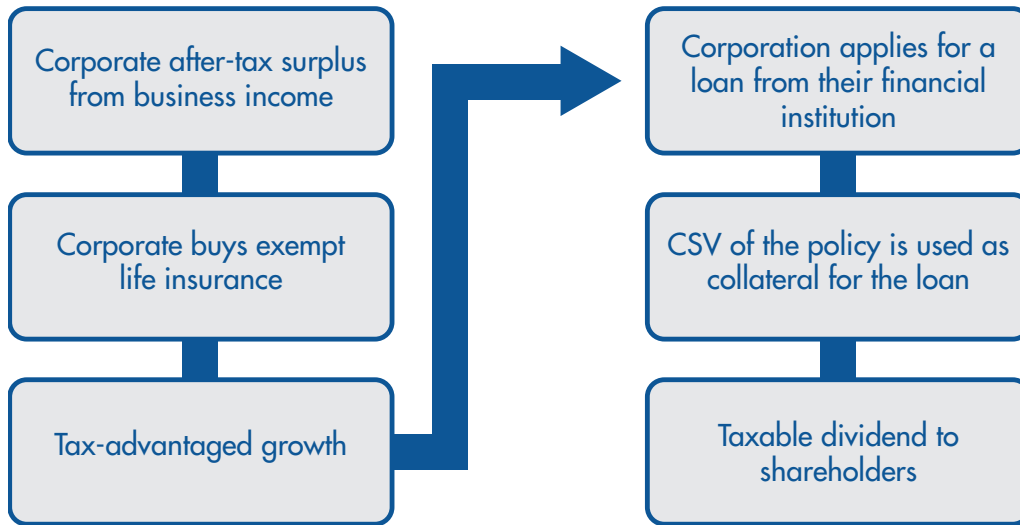 Corporate after-tax surplus
from business income
Corporate buys exempt
life insurance
Tax-advantaged growth
Corporation applies for a
loan from their financial
institution
CSV of the policy is used as
collateral for the loan
Taxable dividend to
shareholders